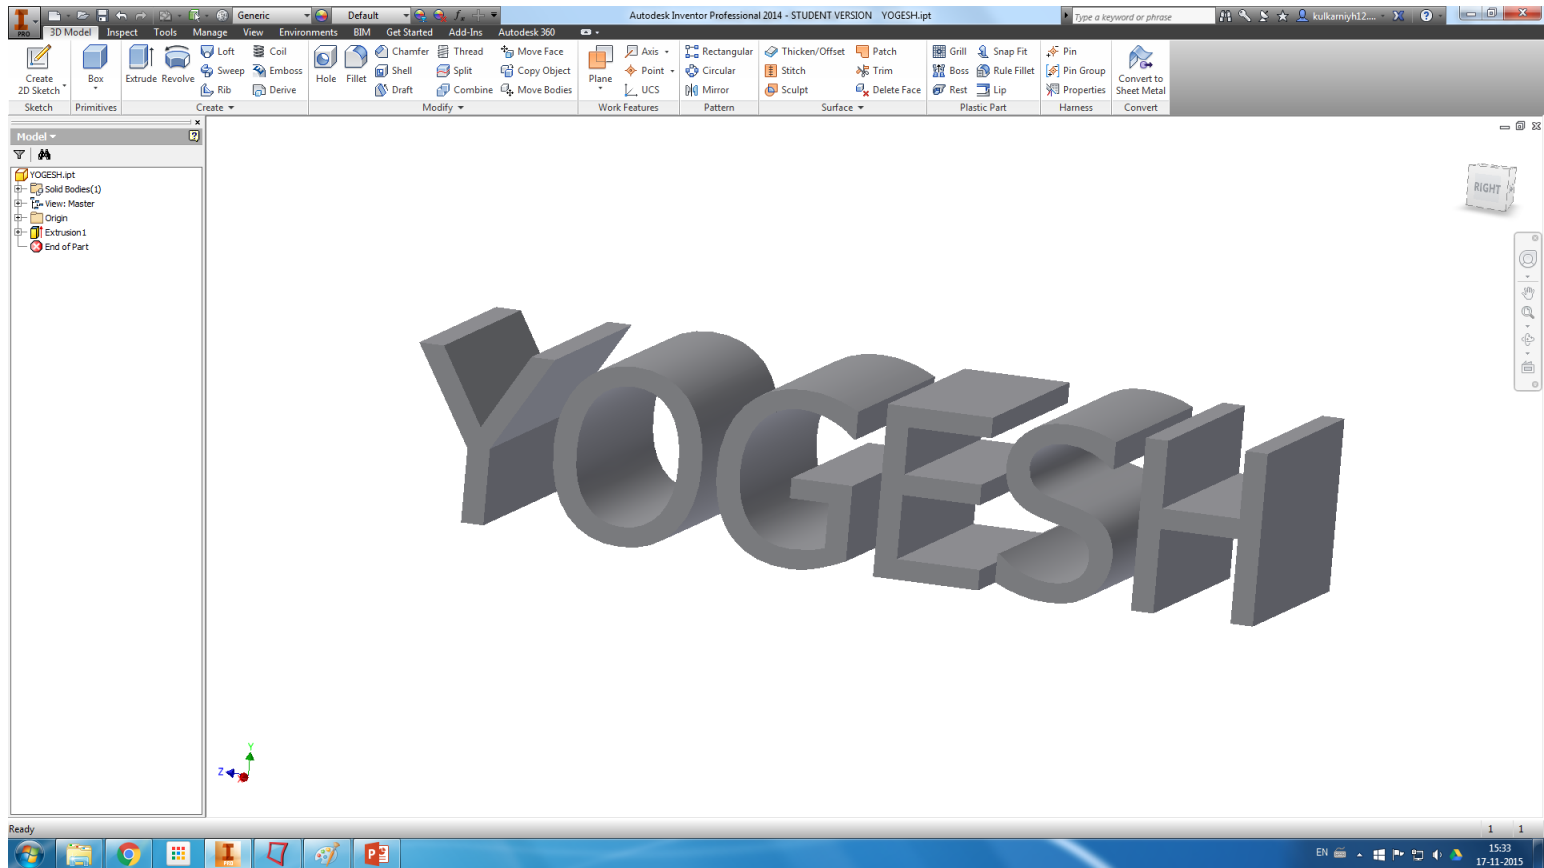 Generic Default Autodesk Inventor Professional 2014 - STUDENT VERSION YOGESH.ipt Type a keyword or phrase kulkarniyh12....
PRO 3D Model Inspect Tools Manage View Environments BIM Get Started Add-Ins Autodesk 360
Loft Coil Chamfer Thread Move Face Axis Rectangular Thicken/Offset Patch Grill Snap Fit Pin
Create 2D Sketch Box Extrude Revolve Sweep Emboss Hole Fillet Shell Split Copy Object Plane Point Circular Stitch Trim Boss Rule Fillet Pin Group Convert to Sheet Metal
Rib Derive Draft Combine Move Bodies UCS Mirror Sculpt Delete Face Rest Lip Properties
Sketch Primitives Create Modify Work Features Pattern Surface Plastic Part Harness Convert
Model
YOGESH.ipt
Solid Bodies(1)
View: Master
Origin
Extrusion1
End of Part
RIGHT
YOGESH
Y
Z
Ready 1 1
PRO EN 15:33
17-11-2015